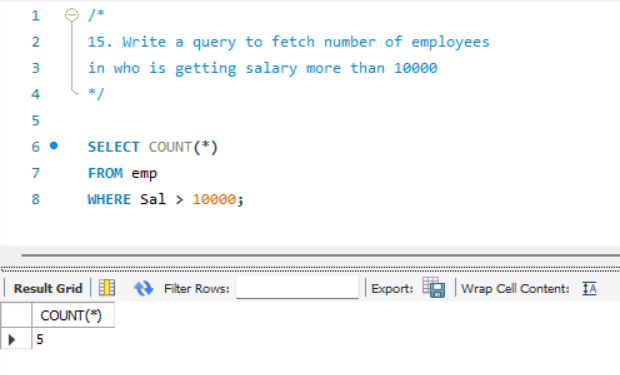 1 /*
2 15. Write a query to fetch number of employees
3 in who is getting salary more than 10000
4 */
5
6 SELECT COUNT(*)
7 FROM emp
8 WHERE Sal > 10000;
Result Grid Filter Rows: Export: Wrap Cell Content: IA
COUNT(*)
5